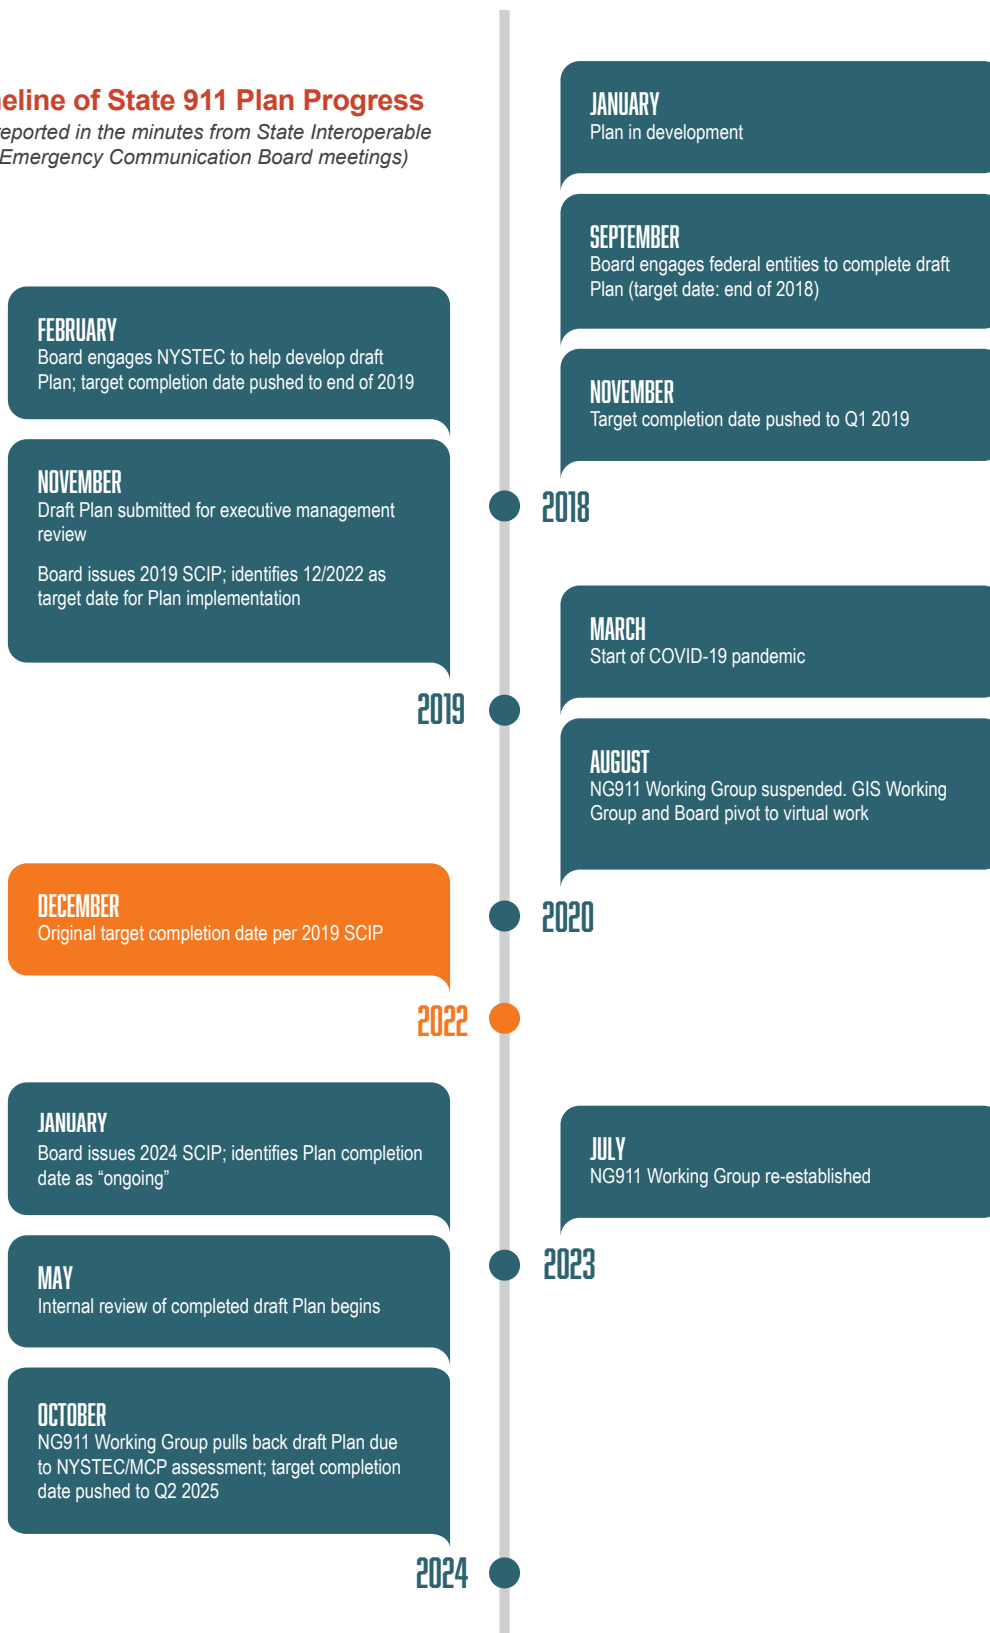 eline of State 911 Plan Progress
reported in the minutes from State Interoperable
Emergency Communication Board meetings)
JANUARY
Plan in development
SEPTEMBER
Board engages federal entities to complete draft
Plan (target date: end of 2018)
NOVEMBER
Target completion date pushed to Q1 2019
2018
FEBRUARY
Board engages NYSTEC to help develop draft
Plan; target completion date pushed to end of 2019
NOVEMBER
Draft Plan submitted for executive management
review
Board issues 2019 SCIP; identifies 12/2022 as
target date for Plan implementation
2019
MARCH
Start of COVID-19 pandemic
AUGUST
NG911 Working Group suspended. GIS Working
Group and Board pivot to virtual work
2020
DECEMBER
Original target completion date per 2019 SCIP
2022
JULY
NG911 Working Group re-established
2023
JANUARY
Board issues 2024 SCIP; identifies Plan completion
date as “ongoing”
MAY
Internal review of completed draft Plan begins
OCTOBER
NG911 Working Group pulls back draft Plan due
to NYSTEC/MCP assessment; target completion
date pushed to Q2 2025
2024